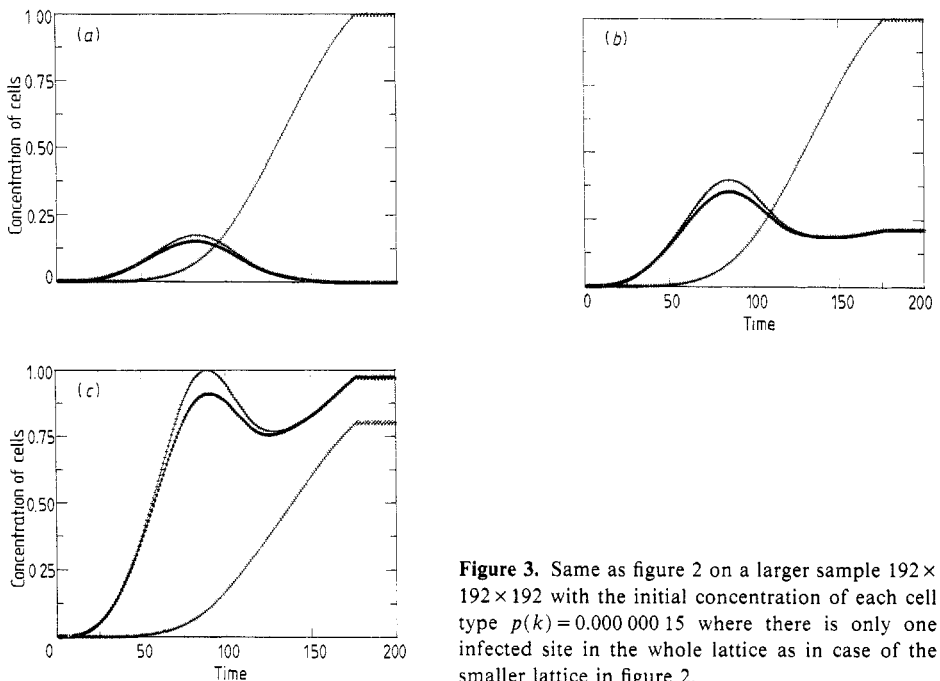 1 00
(a)
0.75
0.50
0.25
0
Concentration of cells
(b)
0
50
100
150
200
Time
1.00
(c)
0.75
0.50
0 25
0
Concentration of cells
50
100
150
200
Time
Figure 3. Same as figure 2 on a larger sample 192×
192×192 with the initial concentration of each cell
type p(k)=0.000 000 15 where there is only one
infected site in the whole lattice as in case of the
smaller lattice in figure 2